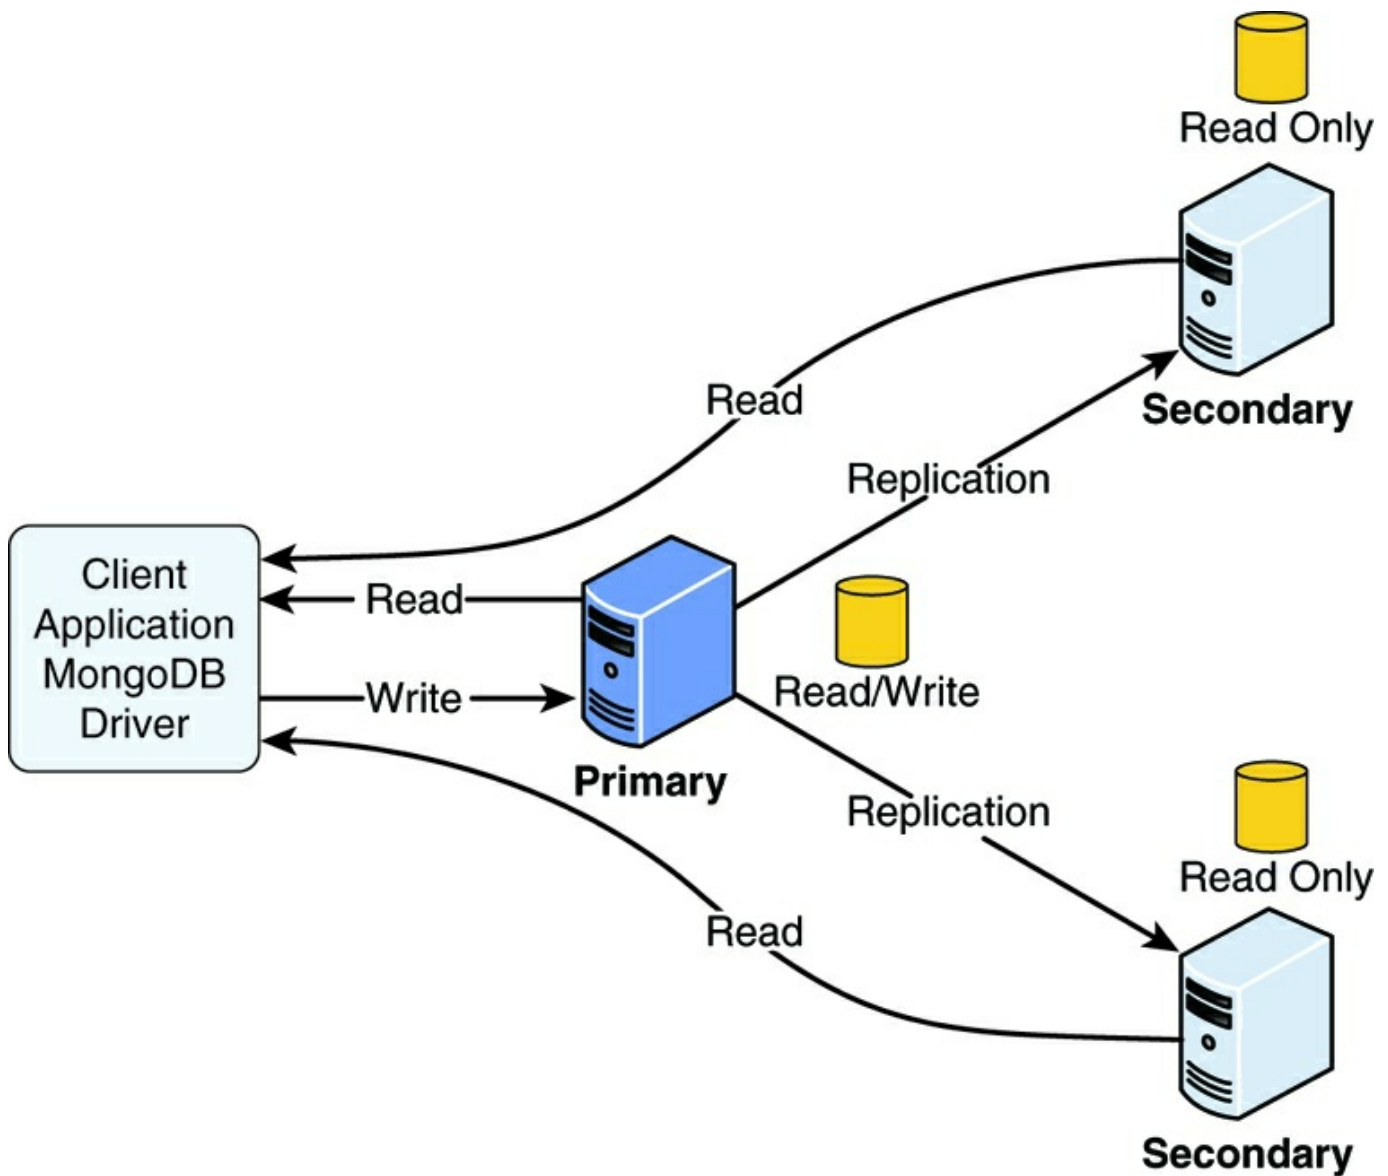 Read Only
Secondary
Read
Replication
Client
Application
MongoDB
Driver
Read
Write
Read/Write
Primary
Replication
Read Only
Read
Secondary